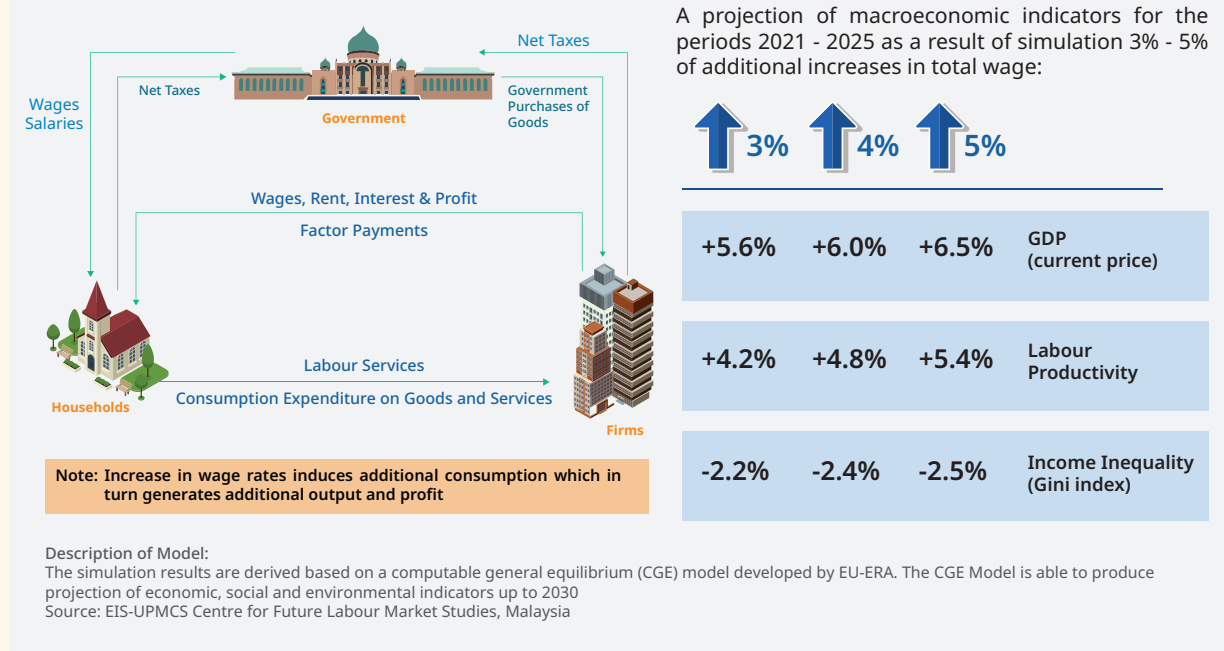 Net Taxes
Net Taxes
Wages
Salaries
Government
Purchases of
Goods
Government
Wages, Rent, Interest & Profit
Factor Payments
Labour Services
Consumption Expenditure on Goods and Services
Households
Firms
Note: Increase in wage rates induces additional consumption which in
turn generates additional output and profit
A projection of macroeconomic indicators for the
periods 2021 - 2025 as a result of simulation 3% - 5%
of additional increases in total wage:
3% 4% 5%
+5.6% +6.0% +6.5% GDP
(current price)
+4.2% +4.8% +5.4% Labour
Productivity
-2.2% -2.4% -2.5% Income Inequality
(Gini index)
Description of Model:
The simulation results are derived based on a computable general equilibrium (CGE) model developed by EU-ERA. The CGE Model is able to produce
projection of economic, social and environmental indicators up to 2030
Source: EIS-UPMCS Centre for Future Labour Market Studies, Malaysia